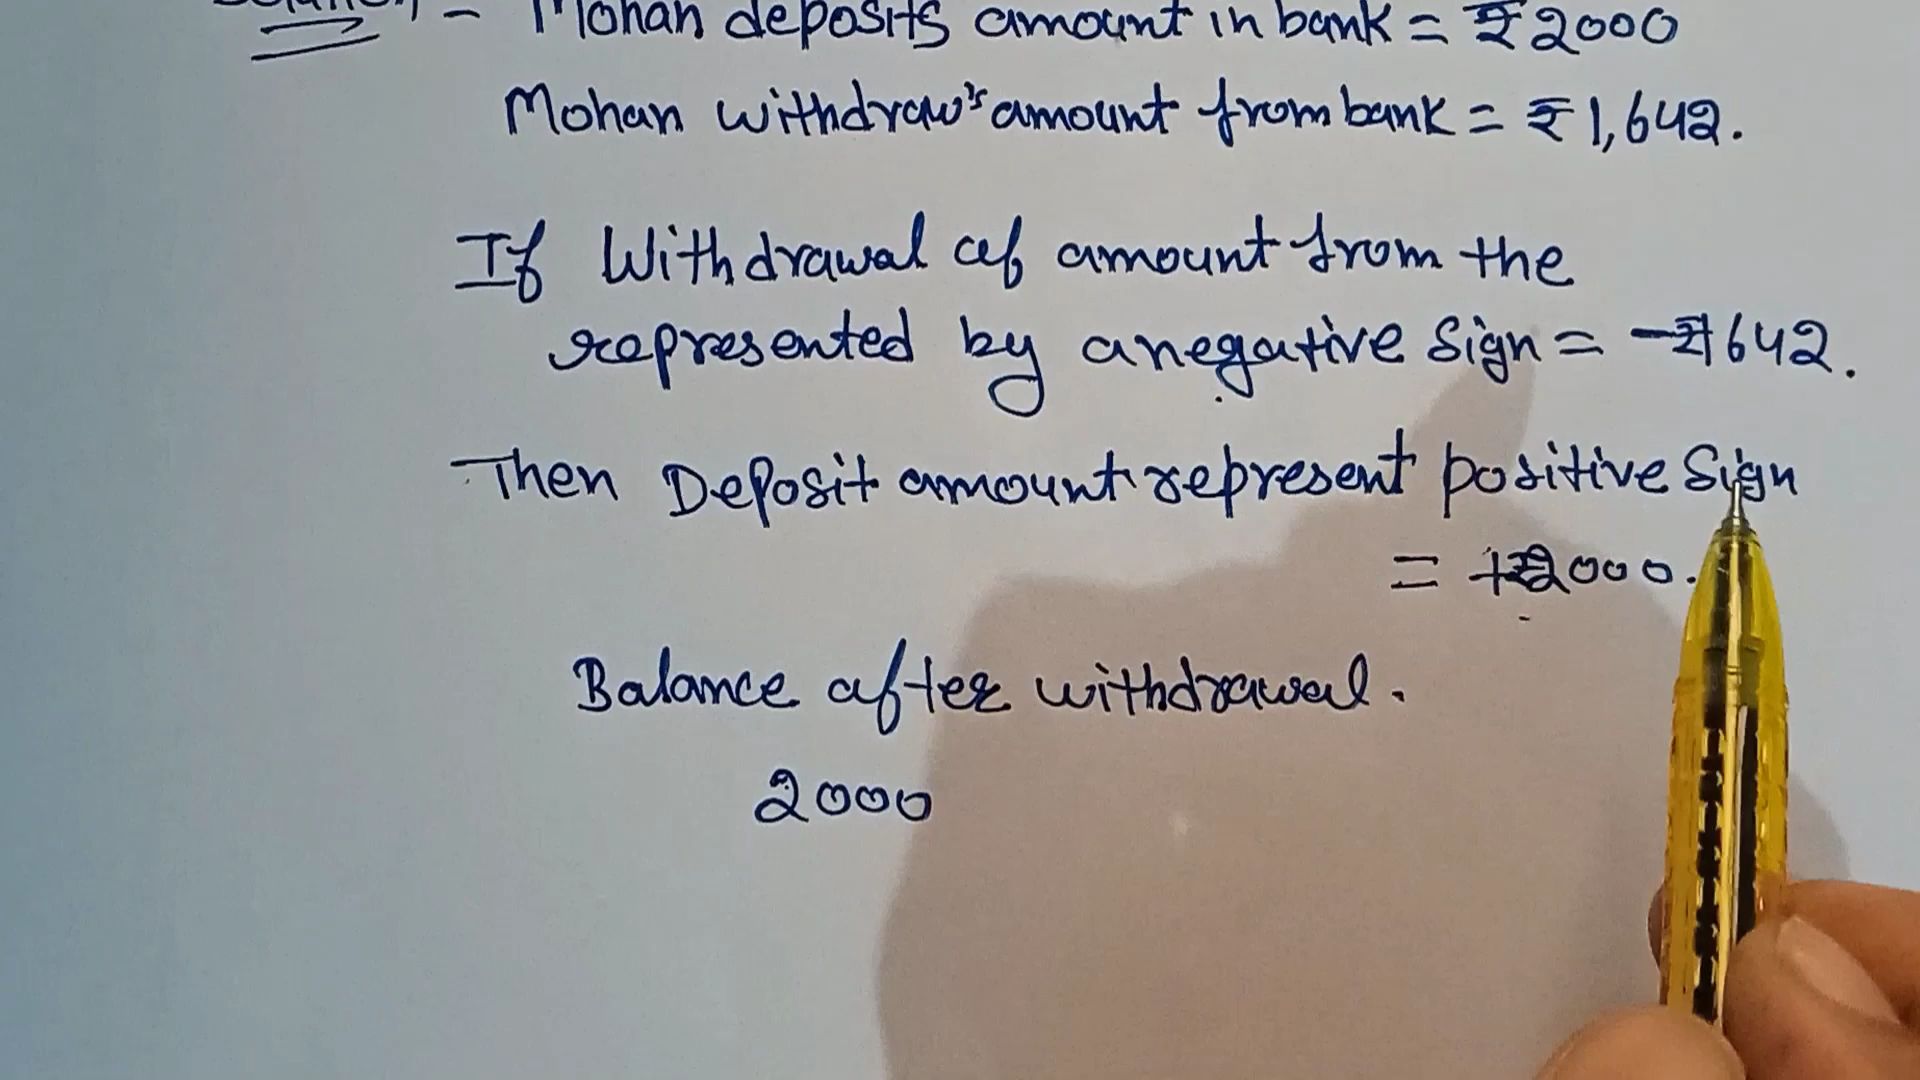 Solution - Mohan deposits amount in bank = ₹2000
Mohan withdraw's amount from bank = ₹1,642.
If Withdrawal of amount from the
represented by a negative Sign = -₹1642.
Then Deposit amount represent positive Sign
= +₹2000.
Balance after withdrawal.
2000